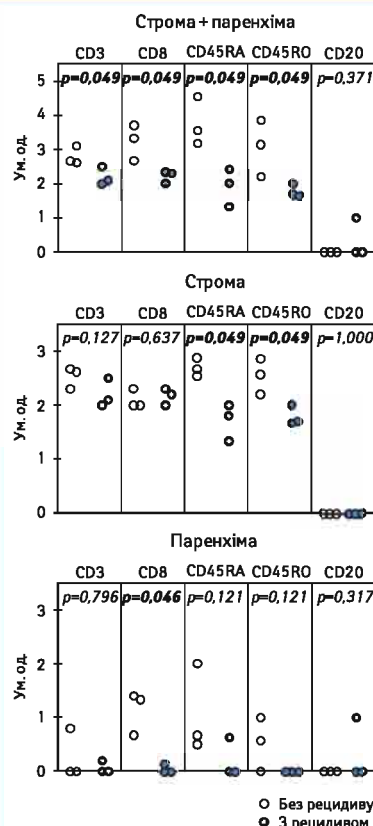 Строма + паренхіма
CD3 CD8 CD45RA CD45RO CD20
p=0,049 p=0,049 p=0,049 p=0,049 p=0,371
5
4
3
2
1
0
Ум. од.
Строма
CD3 CD8 CD45RA CD45RO CD20
p=0,127 p=0,637 p=0,049 p=0,049 p=1,000
3
2
1
0
Ум. од.
Паренхіма
CD3 CD8 CD45RA CD45RO CD20
p=0,796 p=0,046 p=0,121 p=0,121 p=0,317
3
2
1
0
Ум. од.
Без рецидиву
З рецидивом